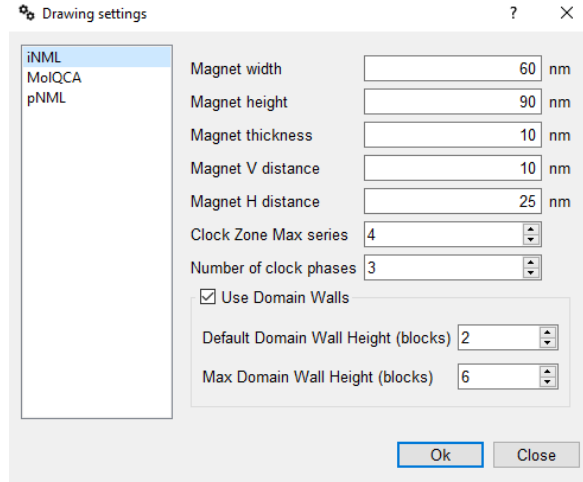 Drawing settings ?
iNML
MolQCA
pNML
Magnet width 60 nm
Magnet height 90 nm
Magnet thickness 10 nm
Magnet V distance 10 nm
Magnet H distance 25 nm
Clock Zone Max series 4
Number of clock phases 3
Use Domain Walls
Default Domain Wall Height (blocks) 2
Max Domain Wall Height (blocks) 6
Ok Close